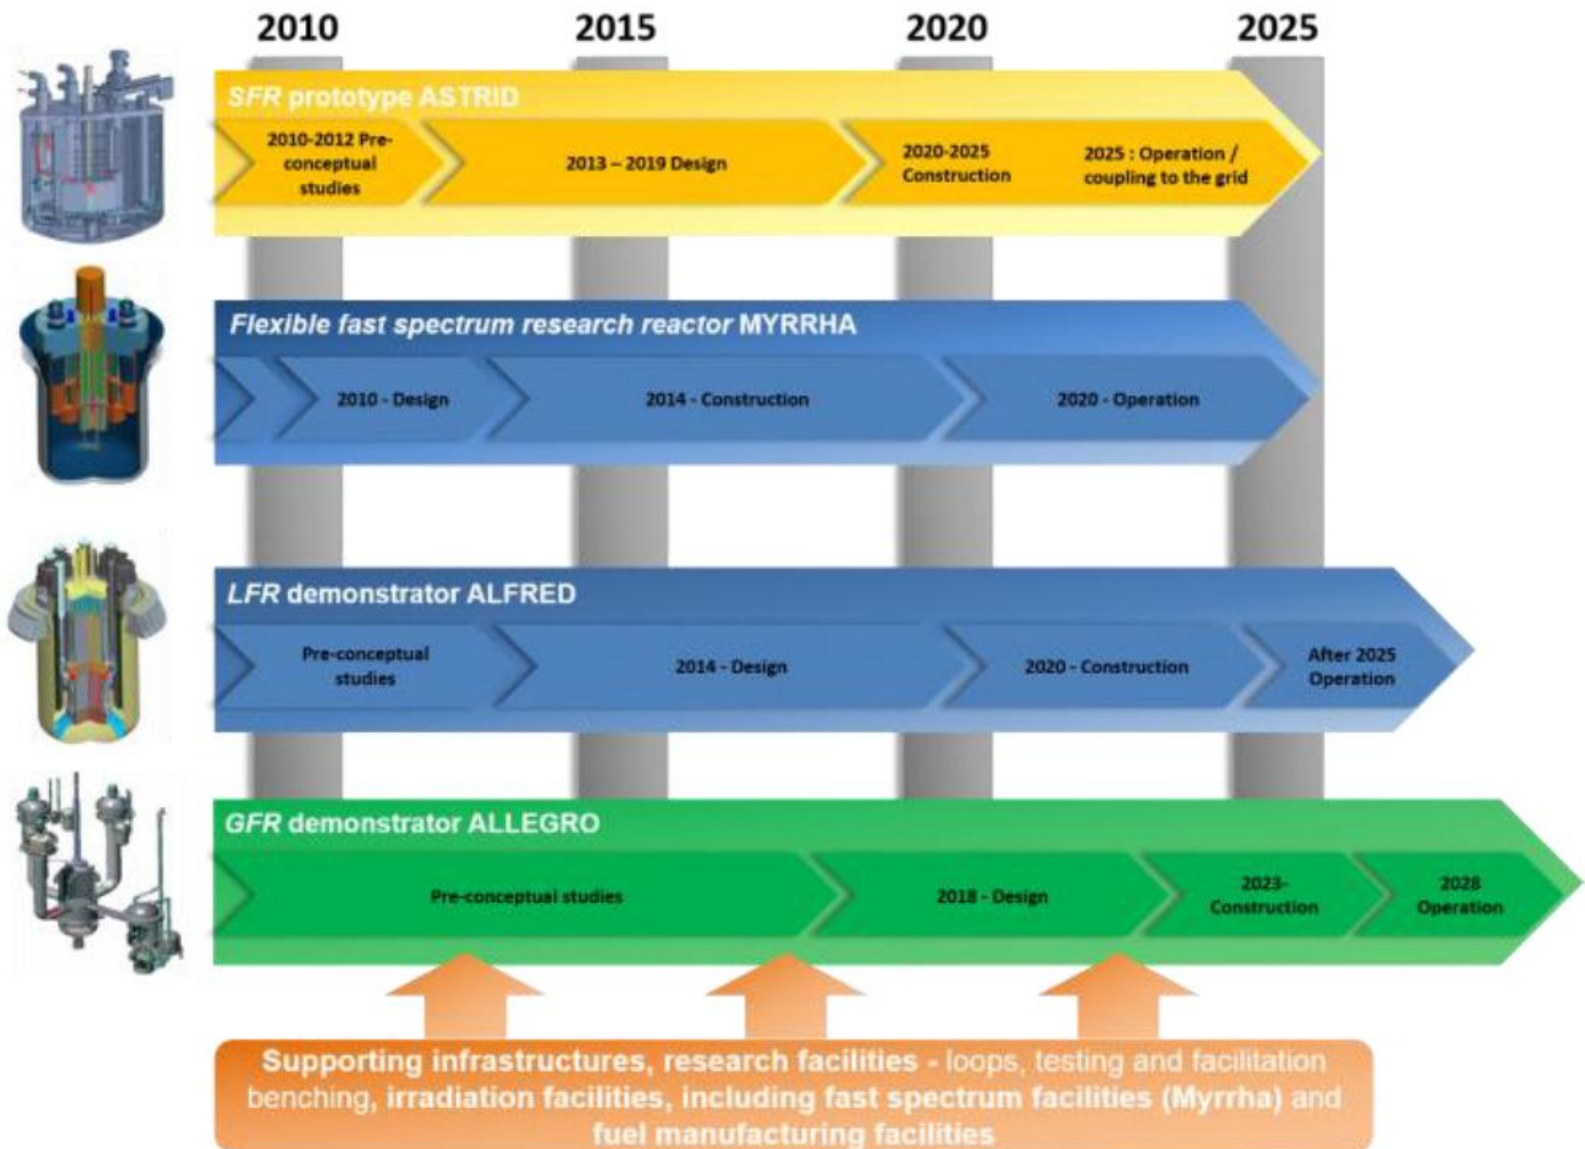 2010 2015 2020 2025
SFR prototype ASTRID
2010-2012 Pre-
conceptual
studies
2013 – 2019 Design
2020-2025
Construction
2025 : Operation /
coupling to the grid
Flexible fast spectrum research reactor MYRRHA
2010 - Design
2014 - Construction
2020 - Operation
LFR demonstrator ALFRED
Pre-conceptual
studies
2014 - Design
2020 - Construction
After 2025
Operation
GFR demonstrator ALLEGRO
Pre-conceptual studies
2018 - Design
2023-
Construction
2028
Operation
Supporting infrastructures, research facilities - loops, testing and facilitation
benching, irradiation facilities, including fast spectrum facilities (Myrrha) and
fuel manufacturing facilities